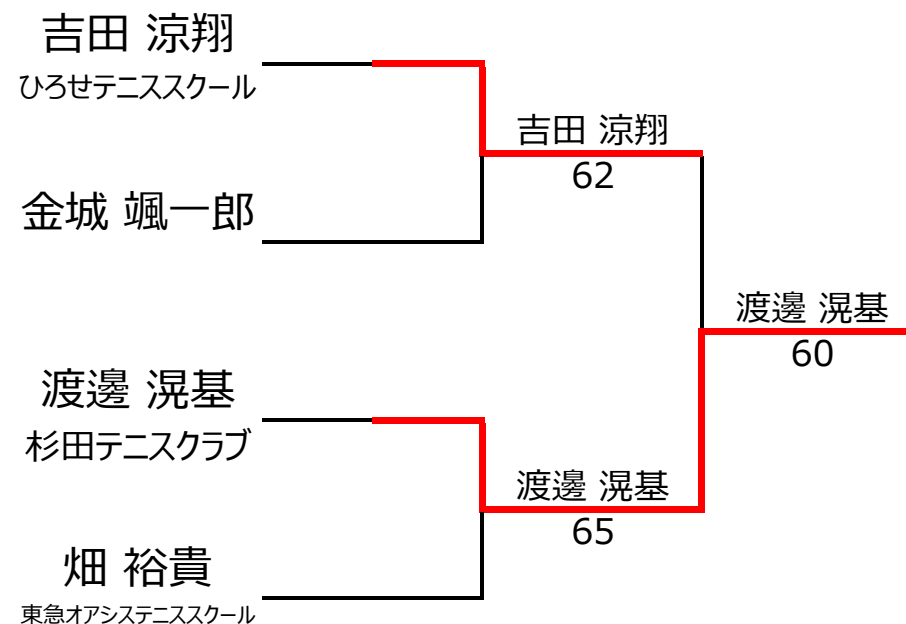 吉田 涼翔
ひろせテニススクール
吉田 涼翔
62
金城 颯一郎
渡邊 滉基
60
渡邊 滉基
杉田テニスクラブ
渡邊 滉基
65
畑 裕貴
東急オアシステニススクール